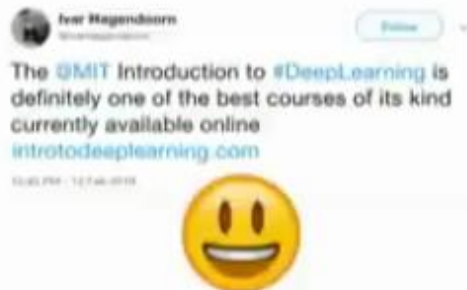 Ivar Hagendoorn
Follow
The @MIT Introduction to #DeepLearning is
definitely one of the best courses of its kind
currently available online
introtodeeplearning.com